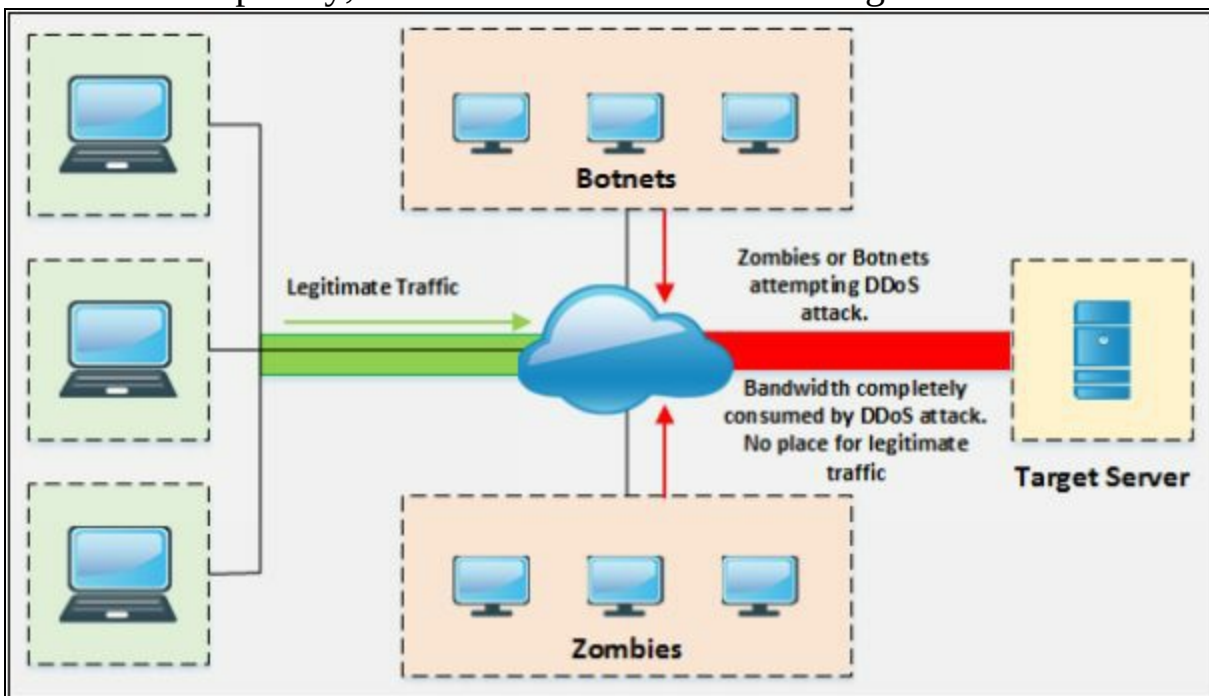 Botnets
Legitimate Traffic
Zombies or Botnets
attempting DDoS
attack.
Bandwidth completely
consumed by DDoS attack.
No place for legitimate
traffic
Target Server
Zombies